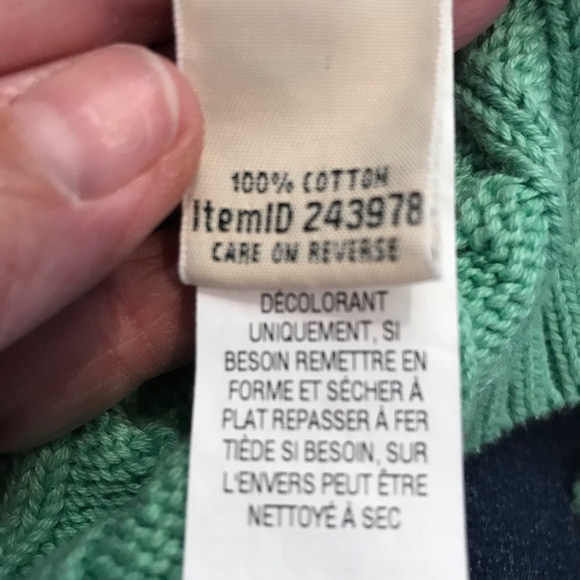 100% COTTON
ItemID 243978
CARE ON REVERSE
DÉCOLORANT
UNIQUEMENT, SI
BESOIN REMETTRE EN
FORME ET SÉCHER À
PLAT REPASSER À FER
TIÈDE SI BESOIN, SUR
L'ENVERS PEUT ÊTRE
NETTOYÉ À SEC